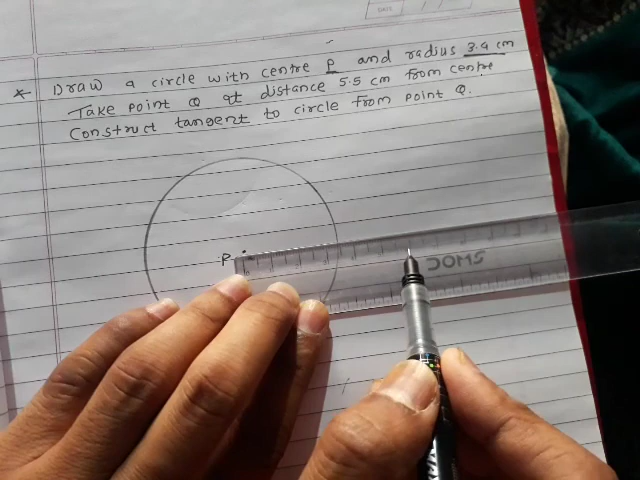 DATE
* Draw a circle with centre P and radius 3.4 cm
Take point Q at distance 5.5 cm from centre.
Construct tangent to circle from point Q.
P
DOMS